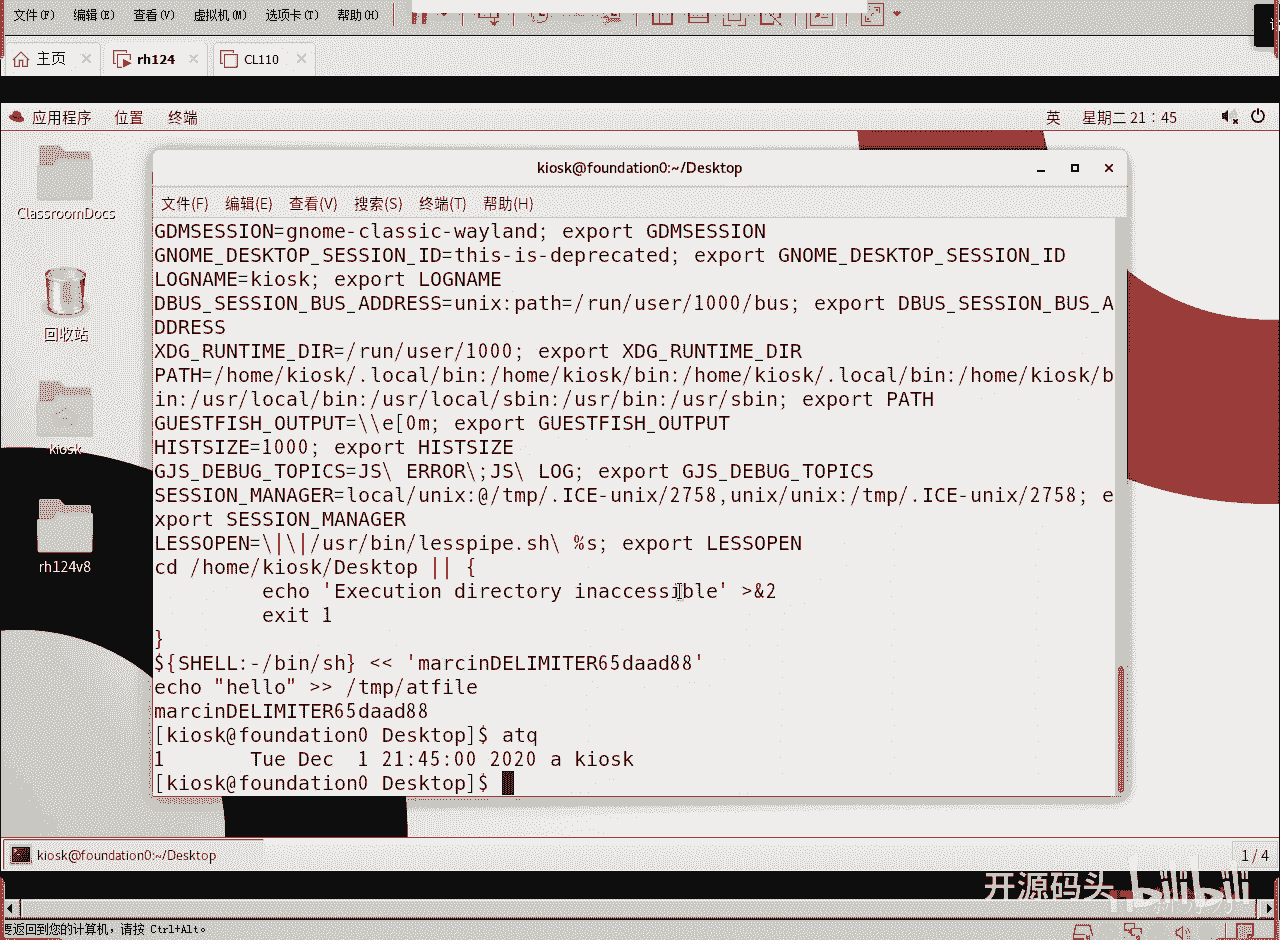 文件(F) 编辑(E) 查看(V) 虚拟机(M) 选项卡(T) 帮助(H)
主页 rh124 CL110
应用程序 位置 终端 英 星期二 21：45
ClassroomDocs
回收站
kiosk
rh124v8
kiosk@foundation0:~/Desktop
文件(F) 编辑(E) 查看(V) 搜索(S) 终端(T) 帮助(H)
GDMSESSION=gnome-classic-wayland; export GDMSESSION
GNOME_DESKTOP_SESSION_ID=this-is-deprecated; export GNOME_DESKTOP_SESSION_ID
LOGNAME=kiosk; export LOGNAME
DBUS_SESSION_BUS_ADDRESS=unix:path=/run/user/1000/bus; export DBUS_SESSION_BUS_A
DDRESS
XDG_RUNTIME_DIR=/run/user/1000; export XDG_RUNTIME_DIR
PATH=/home/kiosk/.local/bin:/home/kiosk/bin:/home/kiosk/.local/bin:/home/kiosk/b
in:/usr/local/bin:/usr/local/sbin:/usr/bin:/usr/sbin; export PATH
GUESTFISH_OUTPUT=\\e[0m; export GUESTFISH_OUTPUT
HISTSIZE=1000; export HISTSIZE
GJS_DEBUG_TOPICS=JS\ ERROR\;JS\ LOG; export GJS_DEBUG_TOPICS
SESSION_MANAGER=local/unix:@/tmp/.ICE-unix/2758,unix/unix:/tmp/.ICE-unix/2758; e
xport SESSION_MANAGER
LESSOPEN=\|\|/usr/bin/lesspipe.sh\ %s; export LESSOPEN
cd /home/kiosk/Desktop || {
         echo 'Execution directory inaccessible' >&2
         exit 1
}
${SHELL:-/bin/sh} << 'marcinDELIMITER65daad88'
echo "hello" >> /tmp/atfile
marcinDELIMITER65daad88
[kiosk@foundation0 Desktop]$ atq
1       Tue Dec  1 21:45:00 2020 a kiosk
[kiosk@foundation0 Desktop]$
kiosk@foundation0:~/Desktop
1 / 4
开源码头 bilibili
要返回到您的计算机，请按 Ctrl+Alt。